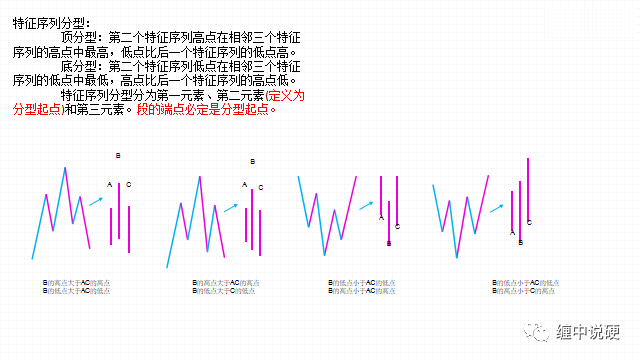 特征序列分型：
顶分型：第二个特征序列高点在相邻三个特征
序列的高点中最高，低点比后一个特征序列的低点高。
底分型：第二个特征序列低点在相邻三个特征
序列的低点中最低，高点比后一个特征序列的高点低。
特征序列分型分为第一元素、第二元素(定义为
分型起点)和第三元素。段的端点必定是分型起点。
B
A C
B
A C
A
B
C
A
B
C
B的高点大于AC的高点
B的低点大于AC的低点
B的高点大于AC的高点
B的低点大于C的低点
B的低点小于AC的低点
B的高点小于AC的高点
B的低点小于AC的低点
B的高点小于C的高点
缠中说硬